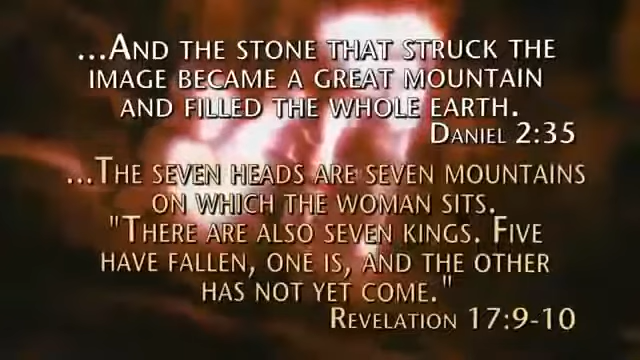 ...And the stone that struck the
image became a great mountain
and filled the whole earth.
Daniel 2:35
...The seven heads are seven mountains
on which the woman sits.
"There are also seven kings. Five
have fallen, one is, and the other
has not yet come."
Revelation 17:9-10